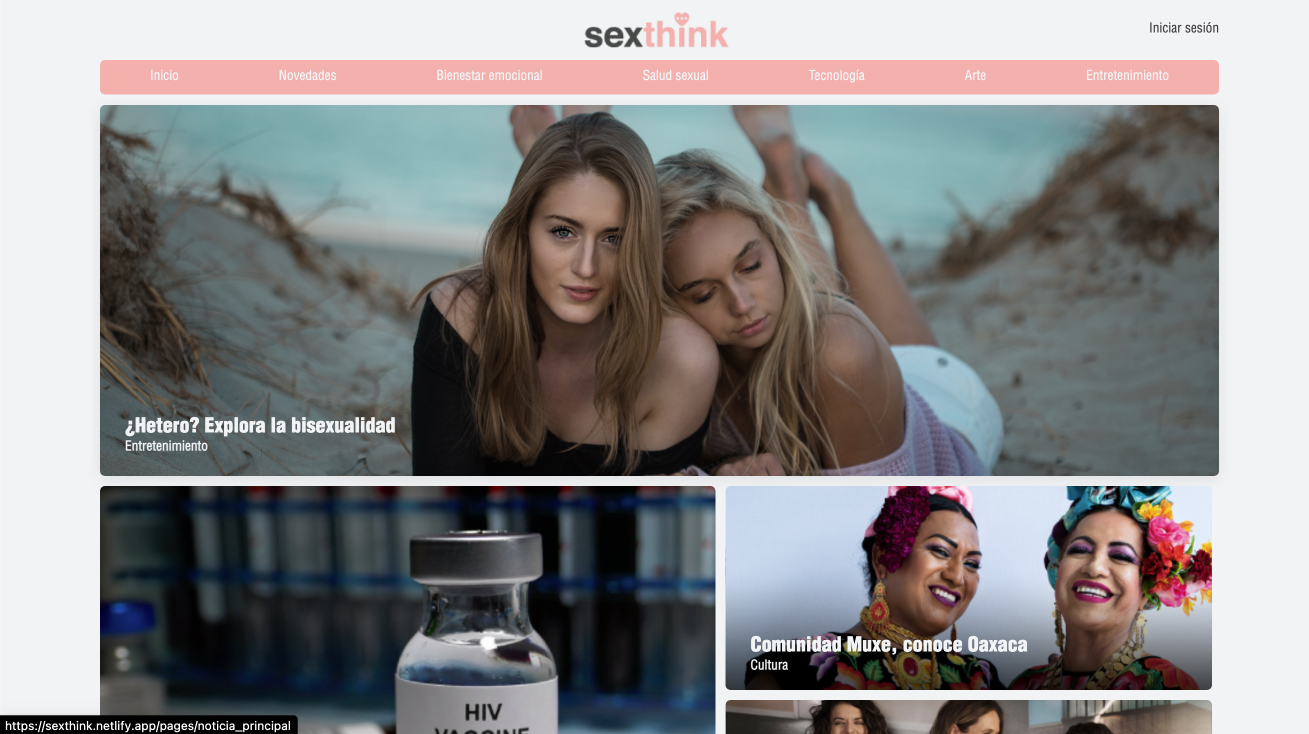 sexthink
Iniciar sesión
Inicio
Novedades
Bienestar emocional
Salud sexual
Tecnología
Arte
Entretenimiento
¿Hetero? Explora la bisexualidad
Entretenimiento
Comunidad Muxe, conoce Oaxaca
Cultura
HIV
VACCINE
https://sexthink.netlify.app/pages/noticia_principal